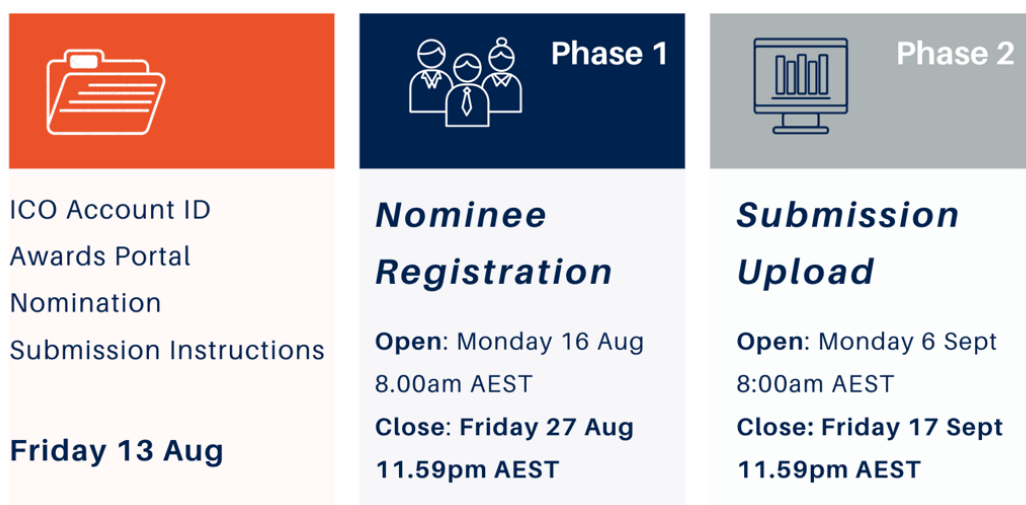 ICO Account ID
Awards Portal
Nomination
Submission Instructions
Friday 13 Aug
Phase 1
Nominee
Registration
Open: Monday 16 Aug
8.00am AEST
Close: Friday 27 Aug
11.59pm AEST
Phase 2
Submission
Upload
Open: Monday 6 Sept
8:00am AEST
Close: Friday 17 Sept
11.59pm AEST